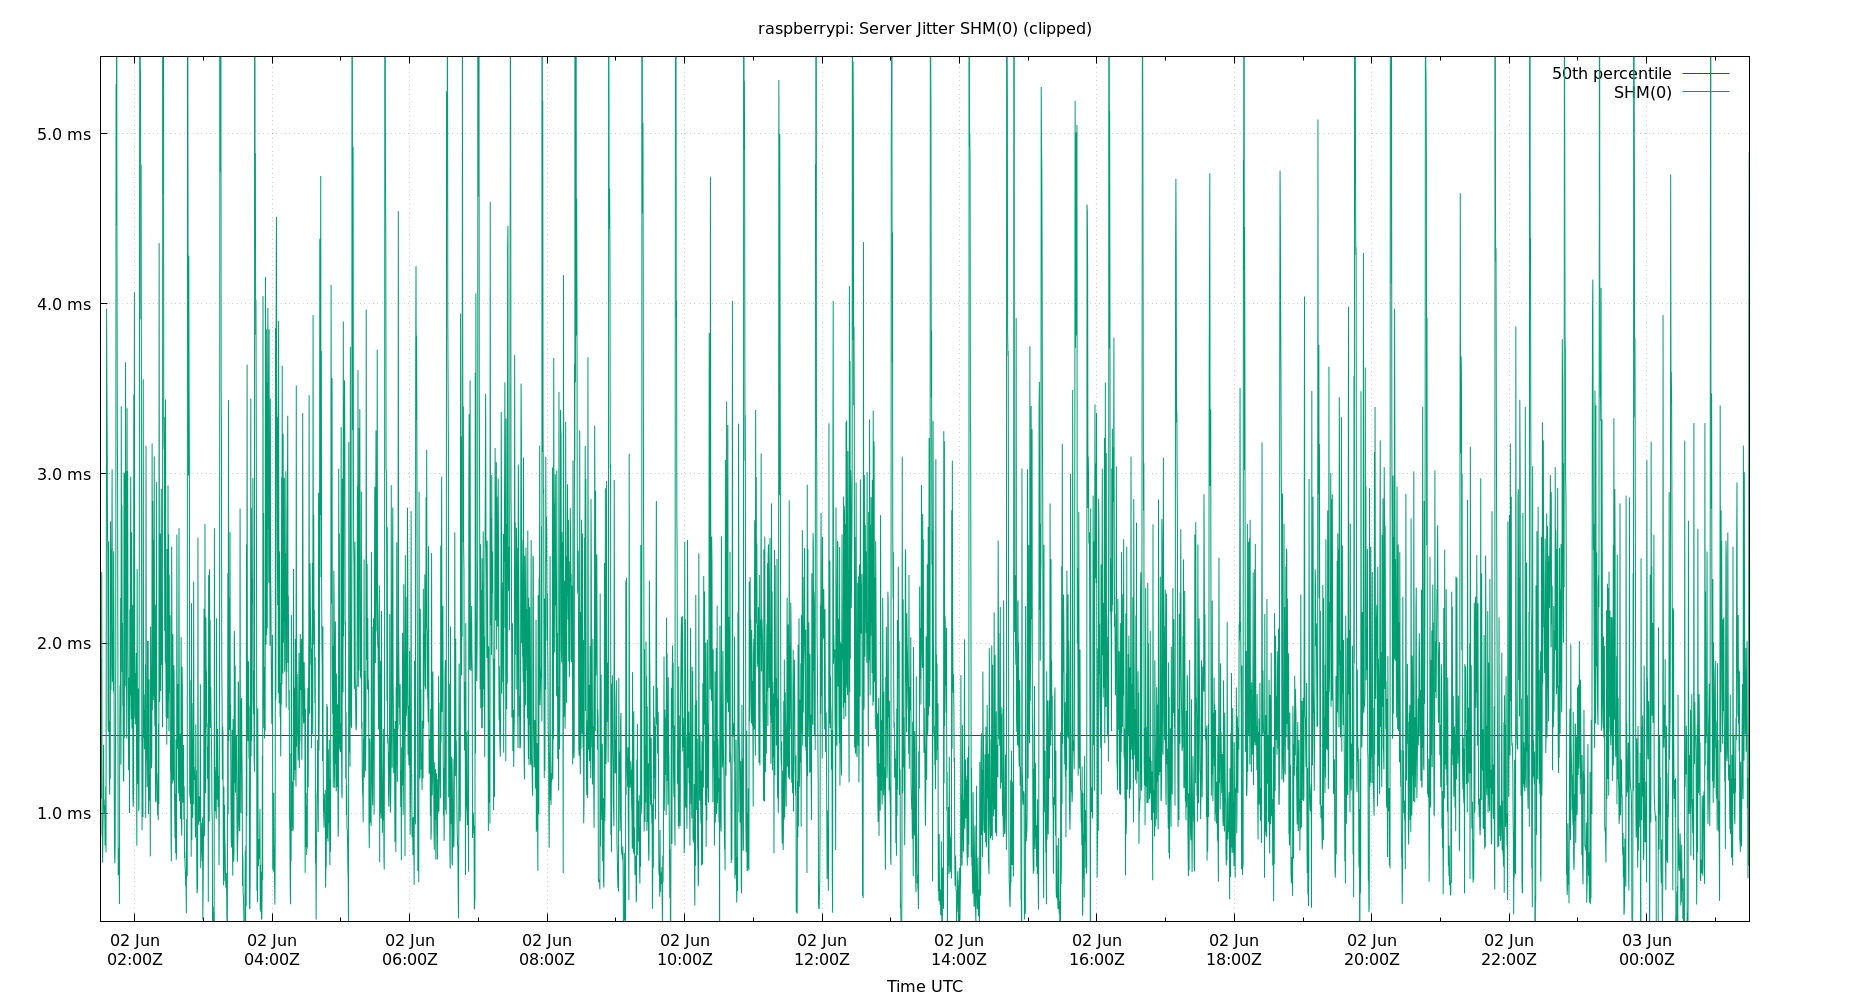 raspberrypi: Server Jitter SHM(0) (clipped)
50th percentile
SHM(0)
5.0 ms
4.0 ms
3.0 ms
2.0 ms
1.0 ms
02 Jun 02 Jun 02 Jun 02 Jun 02 Jun 02 Jun 02 Jun 02 Jun 02 Jun 02 Jun 02 Jun 03 Jun
02:00Z 04:00Z 06:00Z 08:00Z 10:00Z 12:00Z 14:00Z 16:00Z 18:00Z 20:00Z 22:00Z 00:00Z
Time UTC